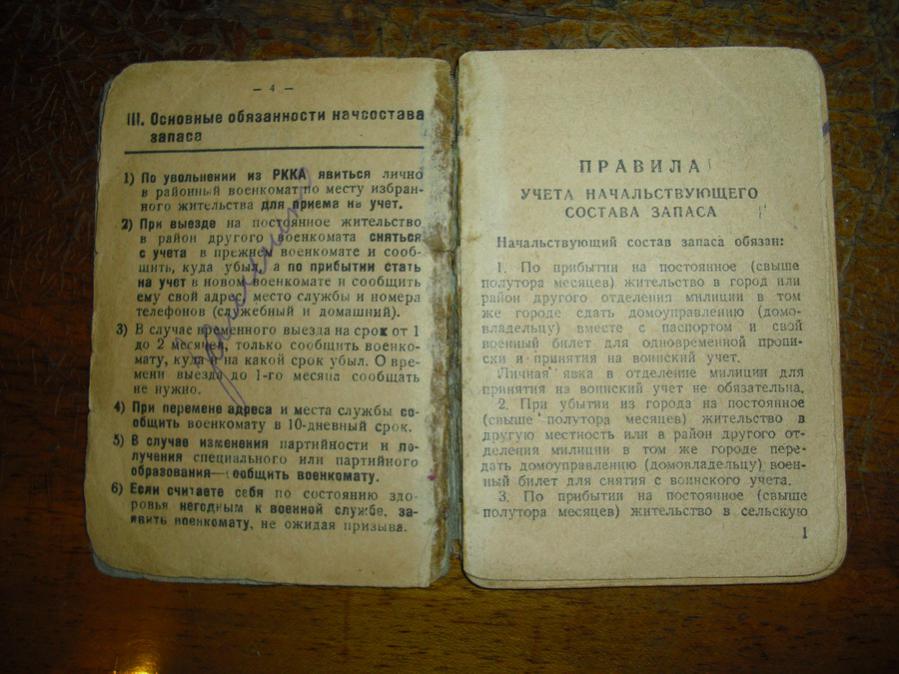 — 4 —
III. Основные обязанности начсостава
запаса
1) По увольнении из РККА явиться лично
в районный военкомат по месту избран-
ного жительства для приема на учет.
2) При выезде на постоянное жительство
в район другого военкомата сняться
с учета в прежнем военкомате и сооб-
щить, куда убыл, а по прибытии стать
на учет в новом военкомате и сообщить
ему свой адрес, место службы и номера
телефонов (служебный и домашний).
3) В случае временного выезда на срок от 1
до 2 месяцев, только сообщить военко-
мату, куда и на какой срок убыл. О вре-
мени выезда до 1-го месяца сообщать
не нужно.
4) При перемене адреса и места службы со-
общить военкомату в 10-дневный срок.
5) В случае изменения партийности и по-
лучения специального или партийного
образования—сообщить военкомату.
6) Если считаете себя по состоянию здо-
ровья негодным к военной службе, за-
явить военкомату, не ожидая призыва.
ПРАВИЛА
УЧЕТА НАЧАЛЬСТВУЮЩЕГО
СОСТАВА ЗАПАСА
Начальствующий состав запаса обязан:
1. По прибытии на постоянное (свыше
полутора месяцев) жительство в город или
район другого отделения милиции в том
же городе сдать домоуправлению (домо-
владельцу) вместе с паспортом и свой
военный билет для одновременной пропи-
ски и принятия на воинский учет.
Личная явка в отделение милиции для
принятия на воинский учет не обязательна.
2. При убытии из города на постоянное
(свыше полутора месяцев) жительство в
другую местность или в район другого от-
деления милиции в том же городе пере-
дать домоуправлению (домовладельцу) воен-
ный билет для снятия с воинского учета.
3. По прибытии на постоянное (свыше
полутора месяцев) жительство в сельскую
1